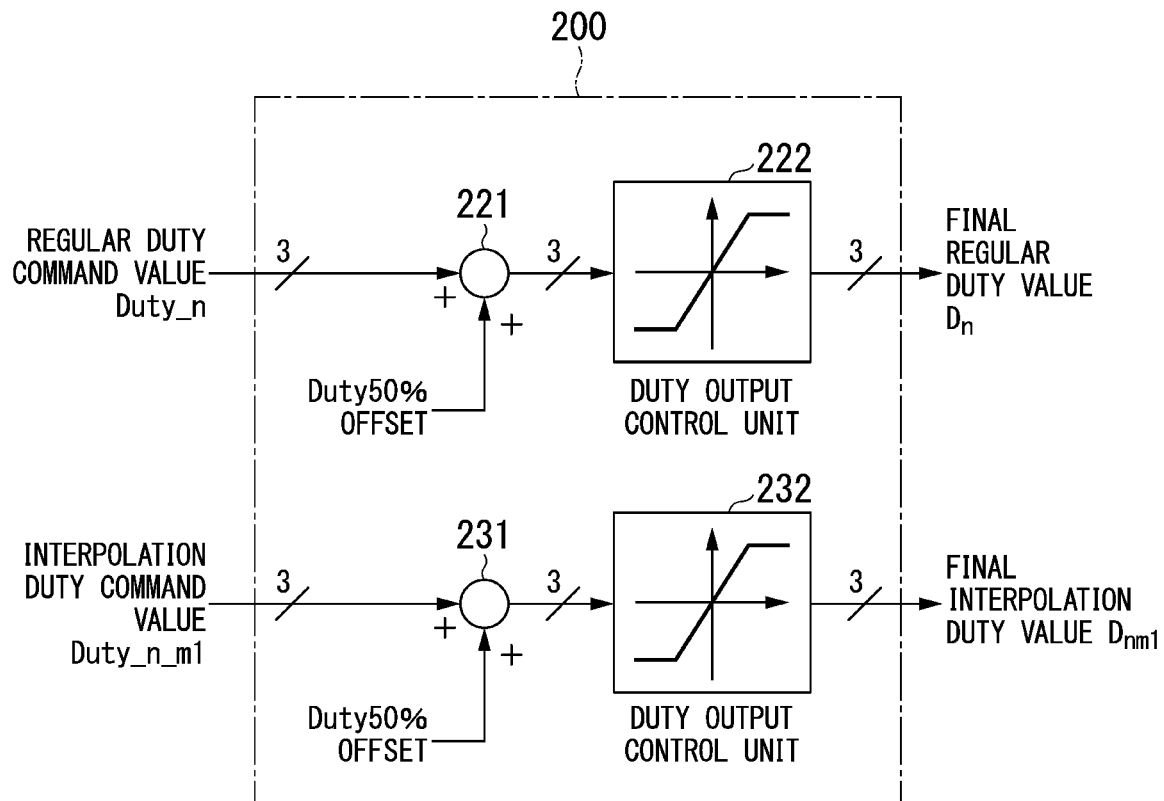 200
222
221
REGULAR DUTY
COMMAND VALUE
Duty_n
3
+
+
3
3
FINAL
REGULAR
DUTY VALUE
Dn
Duty50%
OFFSET
DUTY OUTPUT
CONTROL UNIT
232
231
INTERPOLATION
DUTY COMMAND
VALUE
Duty_n_m1
3
+
+
3
3
FINAL
INTERPOLATION
DUTY VALUE Dnm1
Duty50%
OFFSET
DUTY OUTPUT
CONTROL UNIT